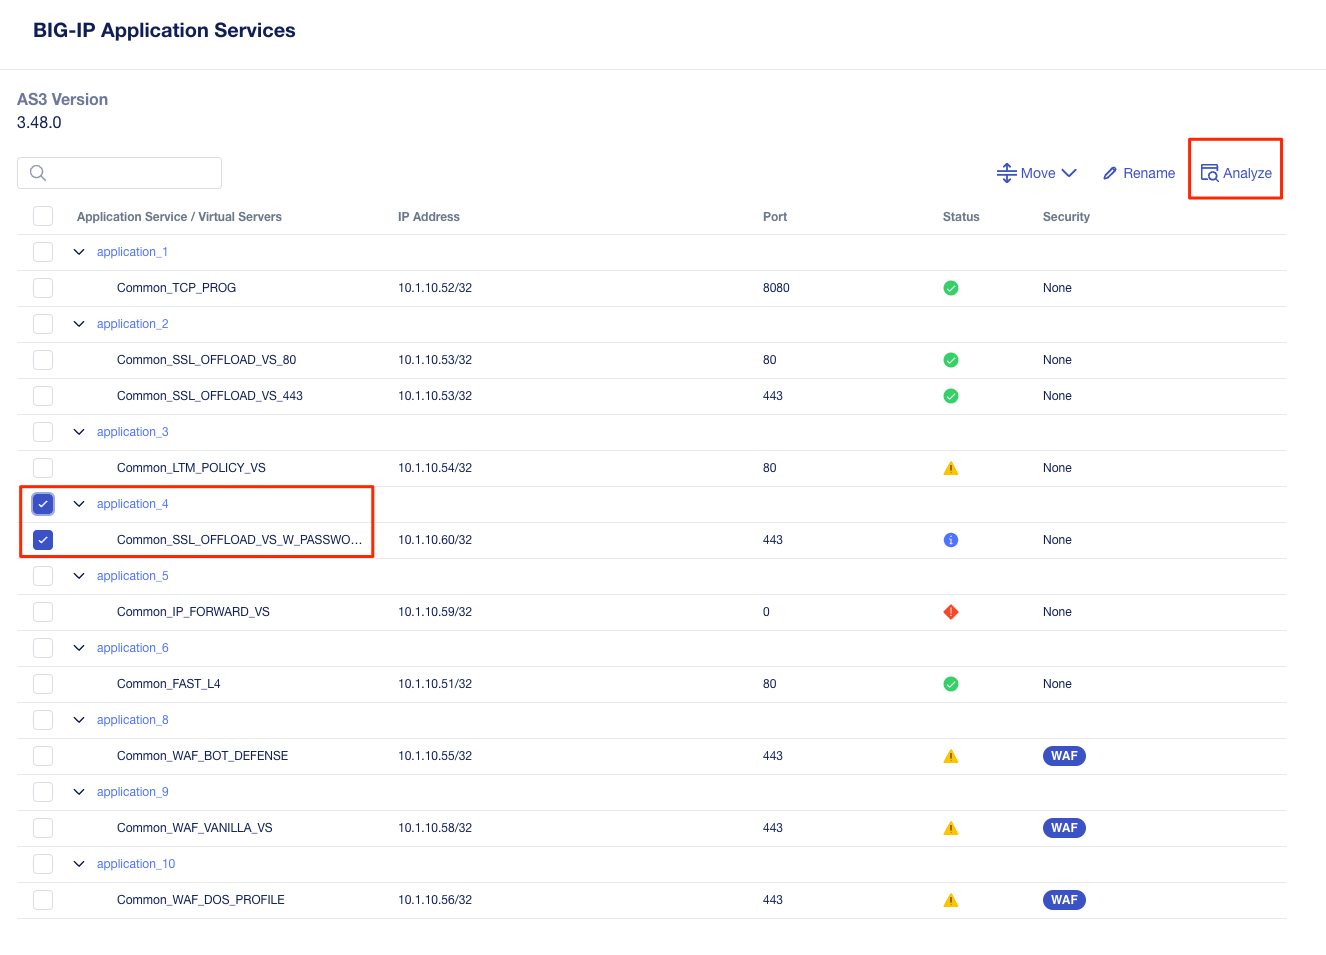 BIG-IP Application Services
AS3 Version
3.48.0
Move Rename Analyze
Application Service / Virtual Servers IP Address Port Status Security
application_1
Common_TCP_PROG 10.1.10.52/32 8080 None
application_2
Common_SSL_OFFLOAD_VS_80 10.1.10.53/32 80 None
Common_SSL_OFFLOAD_VS_443 10.1.10.53/32 443 None
application_3
Common_LTM_POLICY_VS 10.1.10.54/32 80 None
application_4
Common_SSL_OFFLOAD_VS_W_PASSWO... 10.1.10.60/32 443 None
application_5
Common_IP_FORWARD_VS 10.1.10.59/32 0 None
application_6
Common_FAST_L4 10.1.10.51/32 80 None
application_8
Common_WAF_BOT_DEFENSE 10.1.10.55/32 443 WAF
application_9
Common_WAF_VANILLA_VS 10.1.10.58/32 443 WAF
application_10
Common_WAF_DOS_PROFILE 10.1.10.56/32 443 WAF